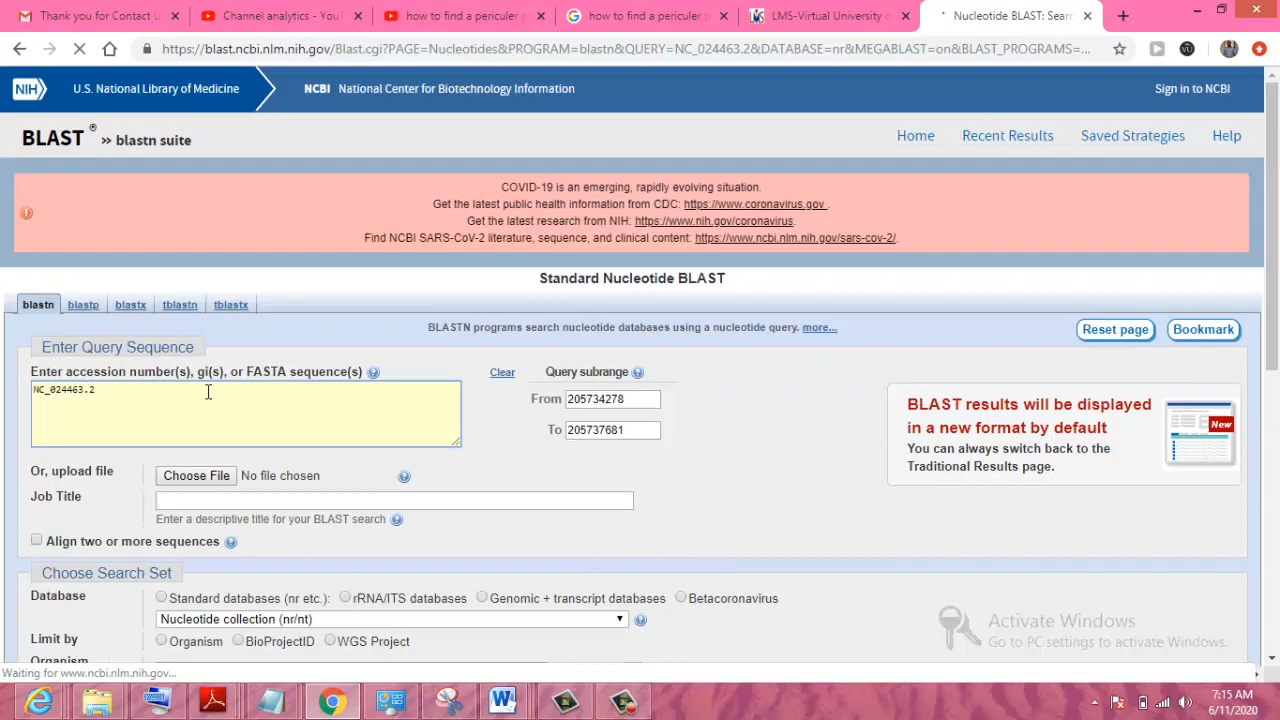 Thank you for Contact U
Channel analytics - YouT
how to find a periculer p
how to find a periculer p
LMS-Virtual University o
Nucleotide BLAST: Searc
https://blast.ncbi.nlm.nih.gov/Blast.cgi?PAGE=Nucleotides&PROGRAM=blastn&QUERY=NC_024463.2&DATABASE=nr&MEGABLAST=on&BLAST_PROGRAMS=...
NIH U.S. National Library of Medicine NCBI National Center for Biotechnology Information Sign in to NCBI
BLAST ® » blastn suite Home Recent Results Saved Strategies Help
COVID-19 is an emerging, rapidly evolving situation.
Get the latest public health information from CDC: https://www.coronavirus.gov .
Get the latest research from NIH: https://www.nih.gov/coronavirus.
Find NCBI SARS-CoV-2 literature, sequence, and clinical content: https://www.ncbi.nlm.nih.gov/sars-cov-2/.
Standard Nucleotide BLAST
blastn blastp blastx tblastn tblastx
BLASTN programs search nucleotide databases using a nucleotide query. more...
Reset page Bookmark
Enter Query Sequence
Enter accession number(s), gi(s), or FASTA sequence(s) Clear Query subrange
NC_024463.2
From 205734278
To 205737681
BLAST results will be displayed
in a new format by default
You can always switch back to the
Traditional Results page.
New
Or, upload file Choose File No file chosen
Job Title
Enter a descriptive title for your BLAST search
Align two or more sequences
Choose Search Set
Database Standard databases (nr etc.): rRNA/ITS databases Genomic + transcript databases Betacoronavirus
Nucleotide collection (nr/nt)
Limit by Organism BioProjectID WGS Project
Organism
Activate Windows
Go to PC settings to activate Windows.
Waiting for www.ncbi.nlm.nih.gov...
7:15 AM
6/11/2020